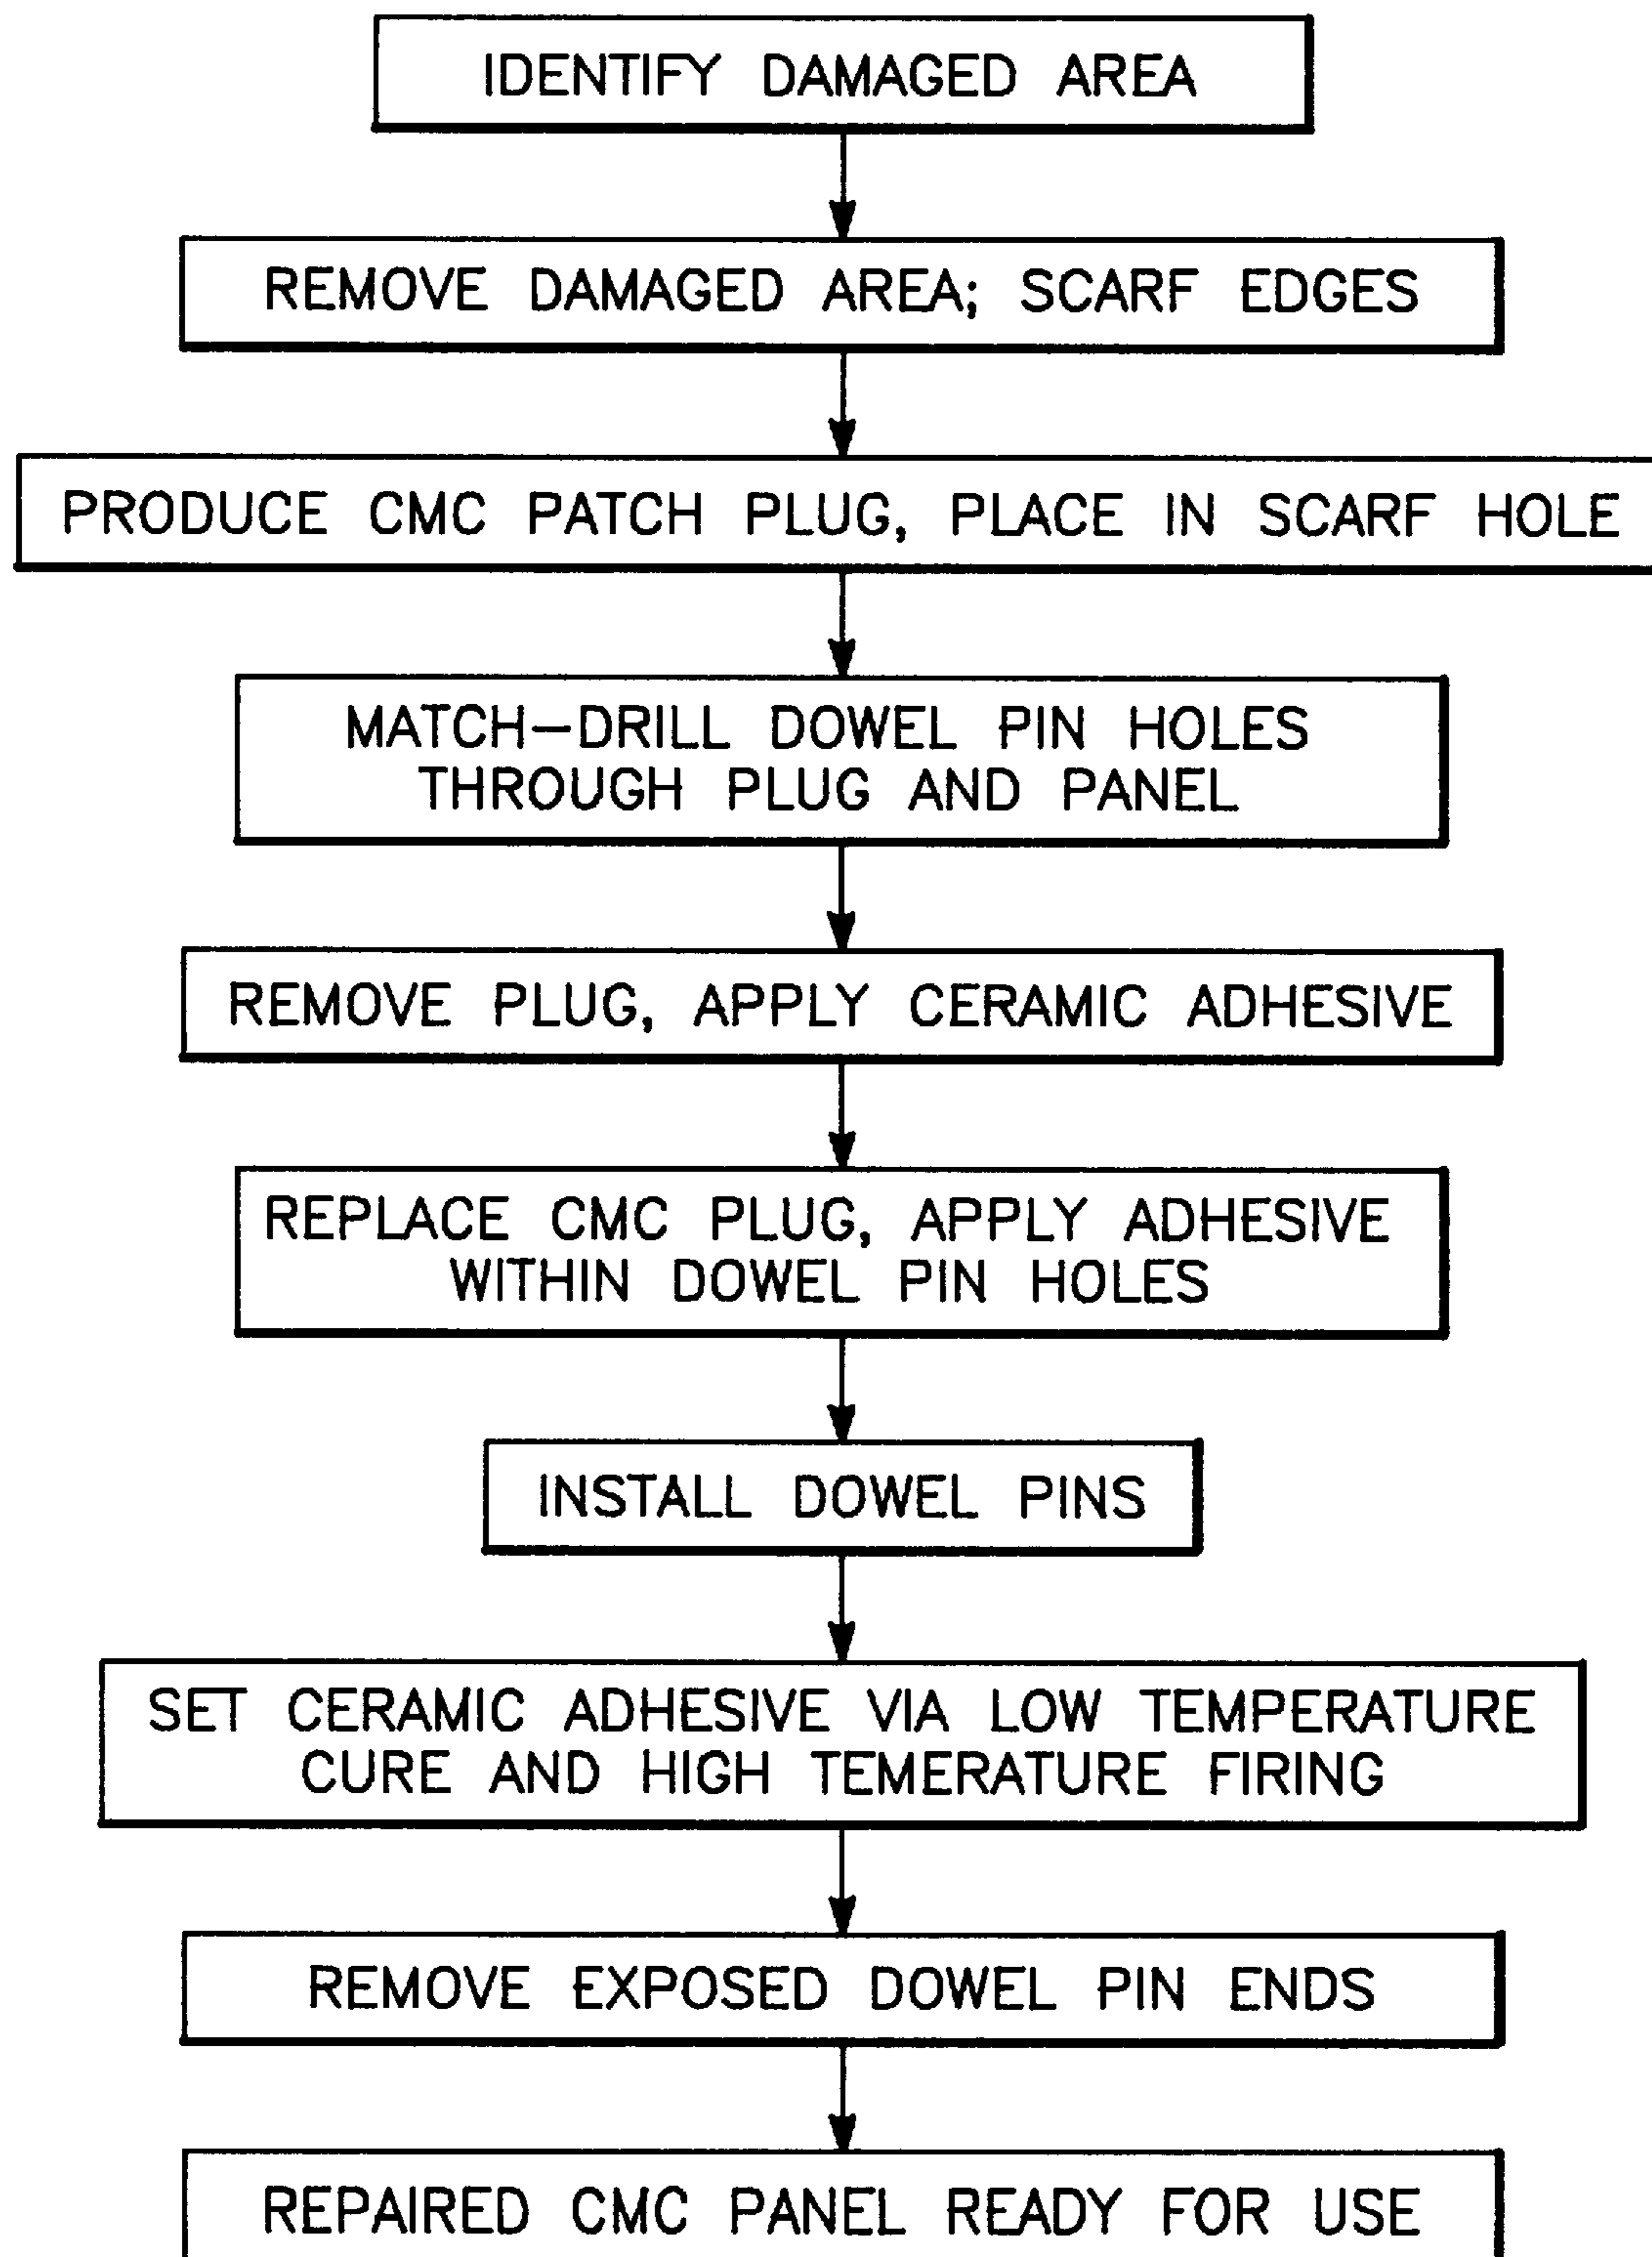 IDENTIFY DAMAGED AREA
REMOVE DAMAGED AREA; SCARF EDGES
PRODUCE CMC PATCH PLUG, PLACE IN SCARF HOLE
MATCH-DRILL DOWEL PIN HOLES
THROUGH PLUG AND PANEL
REMOVE PLUG, APPLY CERAMIC ADHESIVE
REPLACE CMC PLUG, APPLY ADHESIVE
WITHIN DOWEL PIN HOLES
INSTALL DOWEL PINS
SET CERAMIC ADHESIVE VIA LOW TEMPERATURE
CURE AND HIGH TEMERATURE FIRING
REMOVE EXPOSED DOWEL PIN ENDS
REPAIRED CMC PANEL READY FOR USE